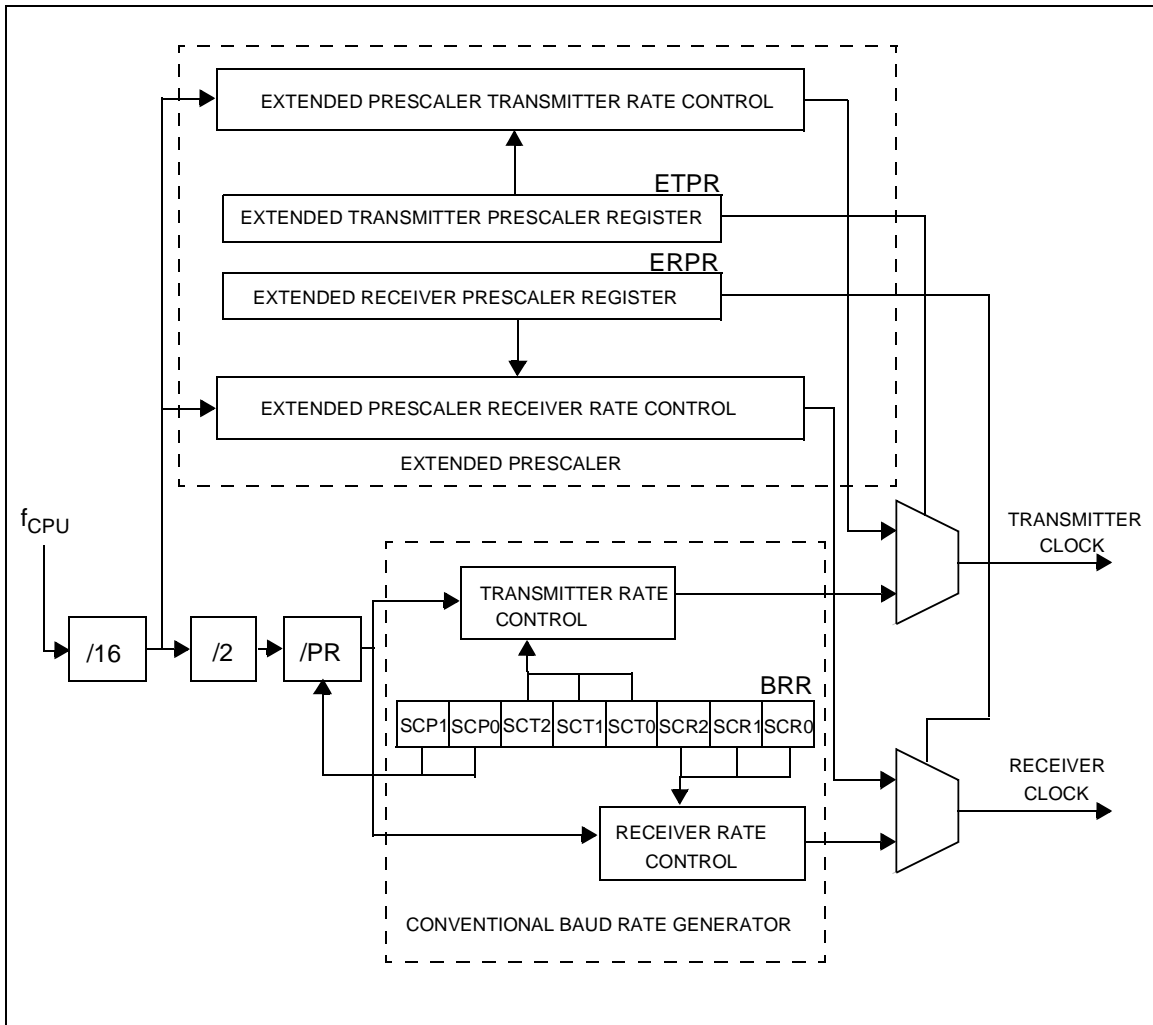 EXTENDED PRESCALER TRANSMITTER RATE CONTROL
ETPR
EXTENDED TRANSMITTER PRESCALER REGISTER
ERPR
EXTENDED RECEIVER PRESCALER REGISTER
EXTENDED PRESCALER RECEIVER RATE CONTROL
EXTENDED PRESCALER
fCPU
TRANSMITTER
CLOCK
TRANSMITTER RATE
CONTROL
/16
/2
/PR
BRR
SCP1 SCP0 SCT2 SCT1 SCT0 SCR2 SCR1 SCR0
RECEIVER
CLOCK
RECEIVER RATE
CONTROL
CONVENTIONAL BAUD RATE GENERATOR